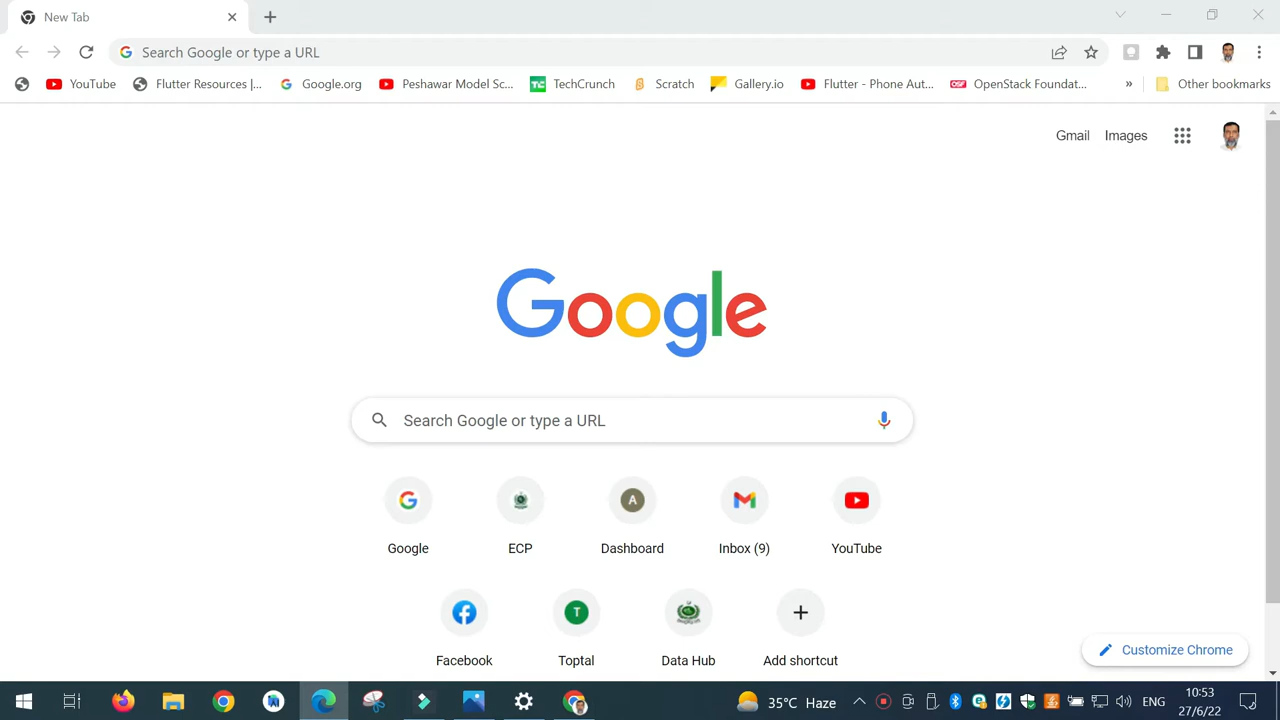 New Tab
Search Google or type a URL
YouTube
Flutter Resources |...
Google.org
Peshawar Model Sc...
TechCrunch
Scratch
Gallery.io
Flutter - Phone Aut...
OpenStack Foundat...
»
Other bookmarks
Gmail
Images
Google
Search Google or type a URL
Google
ECP
A
Dashboard
Inbox (9)
YouTube
Facebook
T
Toptal
Data Hub
Add shortcut
Customize Chrome
35°C Haze
ENG
10:53
27/6/22